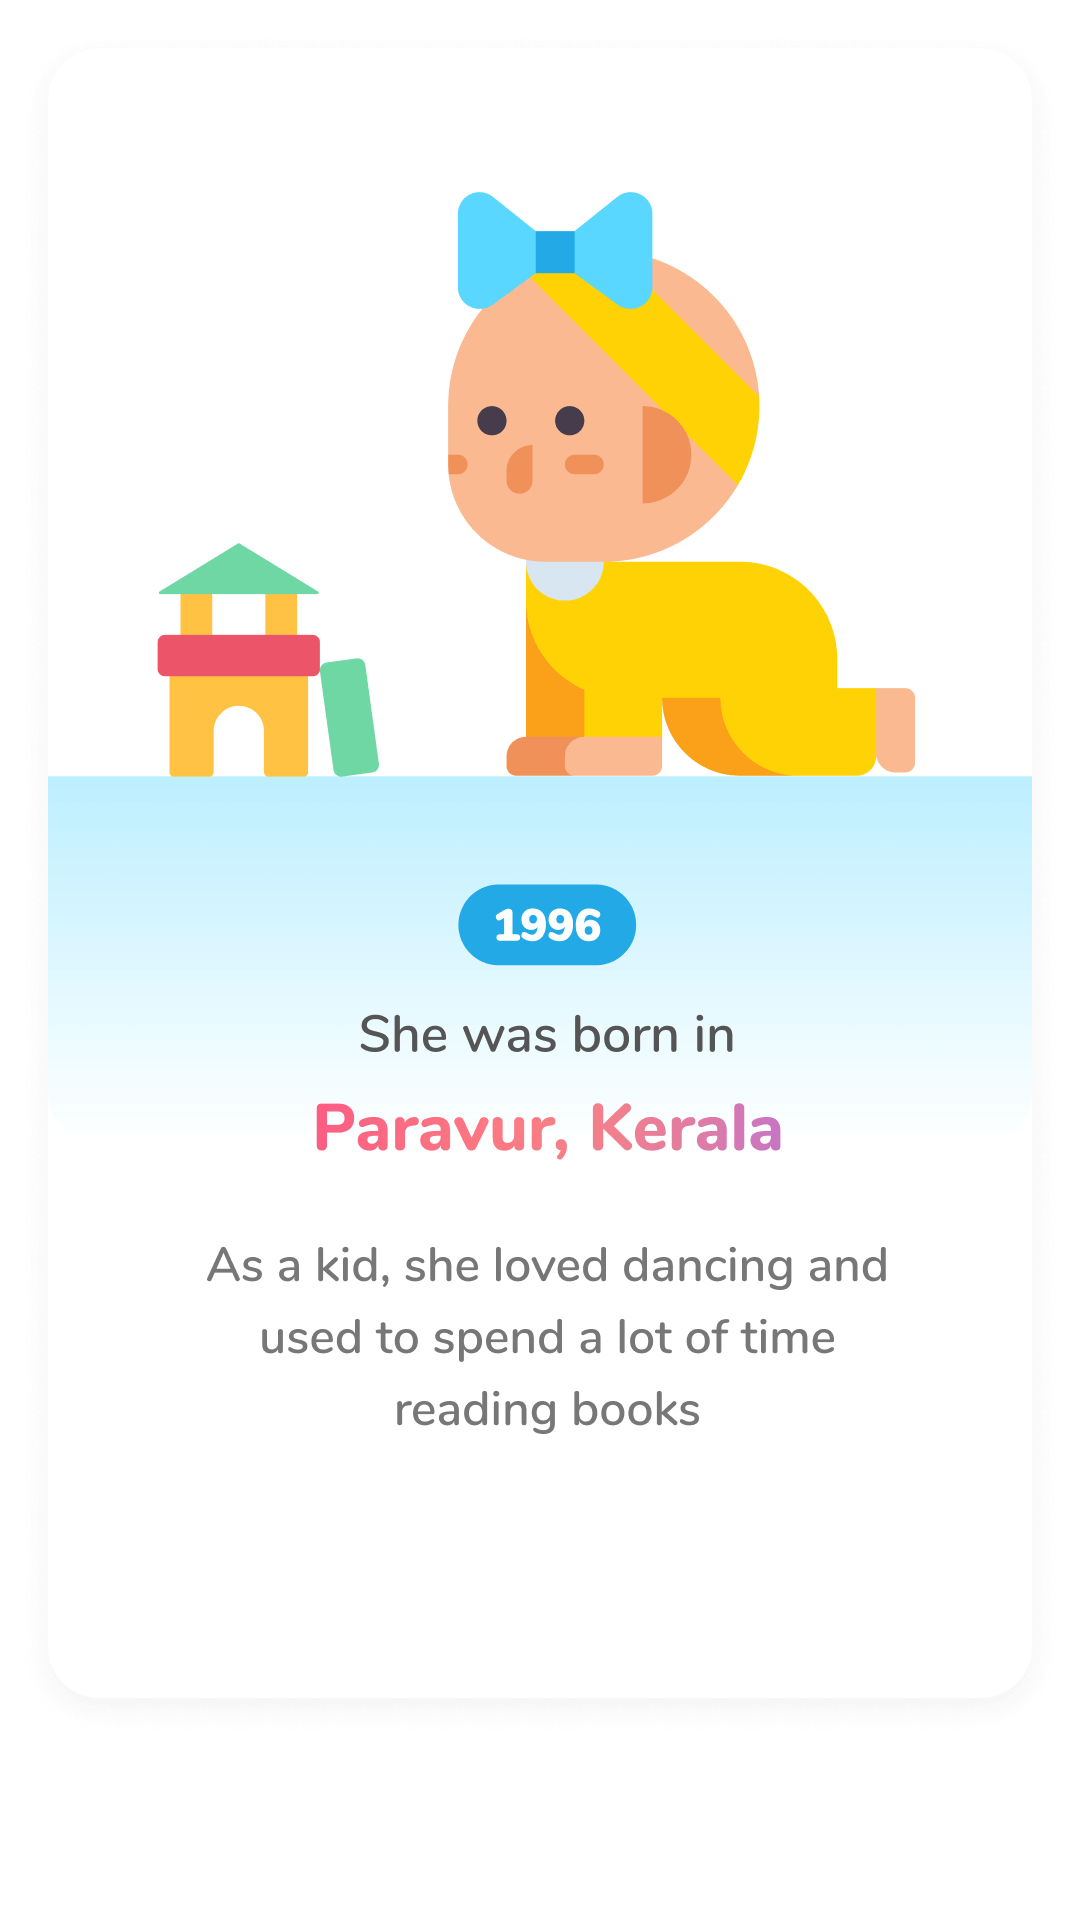 1996
She was born in
Paravur, Kerala
As a kid, she loved dancing and
used to spend a lot of time
reading books